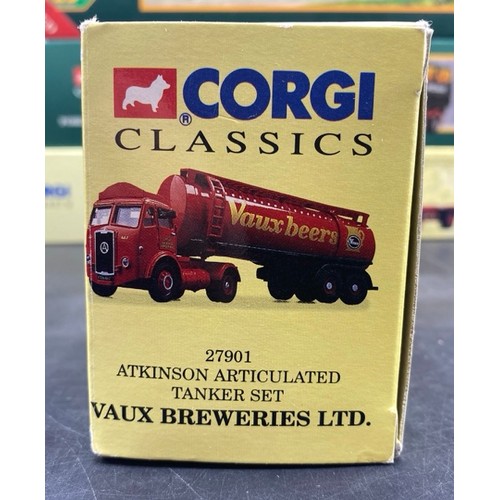 CORGI
®
CLASSICS
Vaux beers
27901
ATKINSON ARTICULATED
TANKER SET
VAUX BREWERIES LTD.